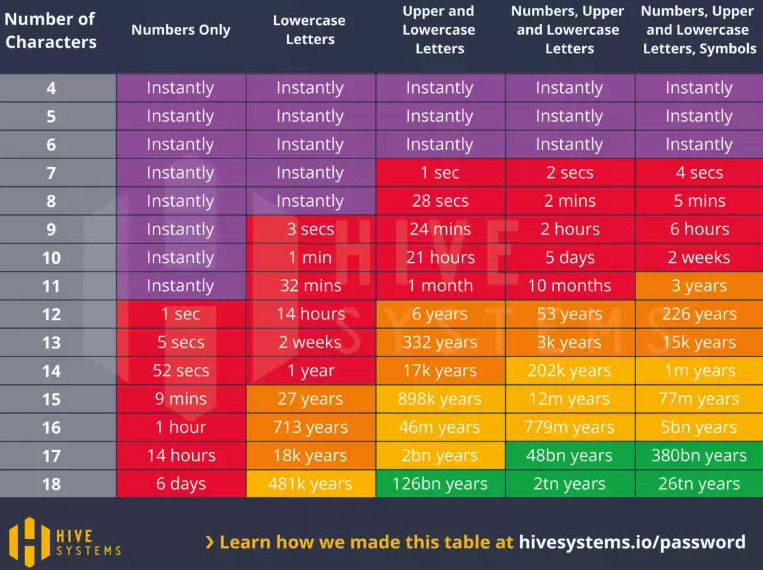 Number of Characters | Numbers Only | Lowercase Letters | Upper and Lowercase Letters | Numbers, Upper and Lowercase Letters | Numbers, Upper and Lowercase Letters, Symbols
4 | Instantly | Instantly | Instantly | Instantly | Instantly
5 | Instantly | Instantly | Instantly | Instantly | Instantly
6 | Instantly | Instantly | Instantly | Instantly | Instantly
7 | Instantly | Instantly | 1 sec | 2 secs | 4 secs
8 | Instantly | Instantly | 28 secs | 2 mins | 5 mins
9 | Instantly | 3 secs | 24 mins | 2 hours | 6 hours
10 | Instantly | 1 min | 21 hours | 5 days | 2 weeks
11 | Instantly | 32 mins | 1 month | 10 months | 3 years
12 | 1 sec | 14 hours | 6 years | 53 years | 226 years
13 | 5 secs | 2 weeks | 332 years | 3k years | 15k years
14 | 52 secs | 1 year | 17k years | 202k years | 1m years
15 | 9 mins | 27 years | 898k years | 12m years | 77m years
16 | 1 hour | 713 years | 46m years | 779m years | 5bn years
17 | 14 hours | 18k years | 2bn years | 48bn years | 380bn years
18 | 6 days | 481k years | 126bn years | 2tn years | 26tn years
HIVE
SYSTEMS
HIVE
SYSTEMS
› Learn how we made this table at hivesystems.io/password